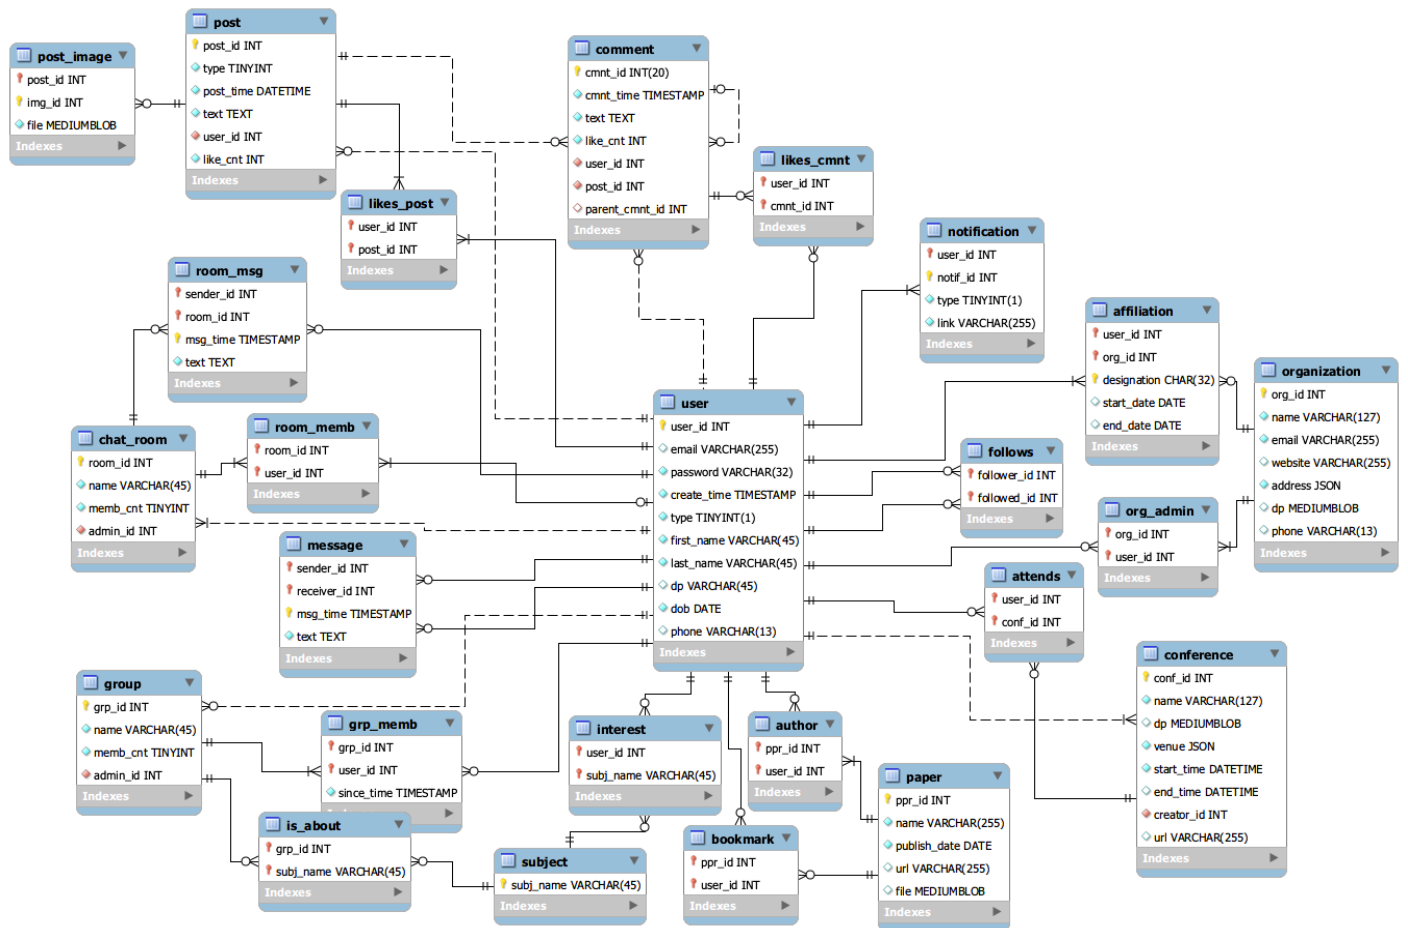 post
post_id INT
type TINYINT
post_time DATETIME
text TEXT
user_id INT
like_cnt INT
Indexes
post_image
post_id INT
img_id INT
file MEDIUMBLOB
Indexes
comment
cmnt_id INT(20)
cmnt_time TIMESTAMP
text TEXT
like_cnt INT
user_id INT
post_id INT
parent_cmnt_id INT
Indexes
likes_cmnt
user_id INT
cmnt_id INT
Indexes
likes_post
user_id INT
post_id INT
Indexes
notification
user_id INT
notif_id INT
type TINYINT(1)
link VARCHAR(255)
Indexes
room_msg
sender_id INT
room_id INT
msg_time TIMESTAMP
text TEXT
Indexes
affiliation
user_id INT
org_id INT
designation CHAR(32)
start_date DATE
end_date DATE
Indexes
organization
org_id INT
name VARCHAR(127)
email VARCHAR(255)
website VARCHAR(255)
address JSON
dp MEDIUMBLOB
phone VARCHAR(13)
Indexes
user
user_id INT
email VARCHAR(255)
password VARCHAR(32)
create_time TIMESTAMP
type TINYINT(1)
first_name VARCHAR(45)
last_name VARCHAR(45)
dp VARCHAR(45)
dob DATE
phone VARCHAR(13)
Indexes
room_memb
room_id INT
user_id INT
Indexes
chat_room
room_id INT
name VARCHAR(45)
memb_cnt TINYINT
admin_id INT
Indexes
follows
follower_id INT
followed_id INT
Indexes
org_admin
org_id INT
user_id INT
Indexes
message
sender_id INT
receiver_id INT
msg_time TIMESTAMP
text TEXT
Indexes
attends
user_id INT
conf_id INT
Indexes
conference
conf_id INT
name VARCHAR(127)
dp MEDIUMBLOB
venue JSON
start_time DATETIME
end_time DATETIME
creator_id INT
url VARCHAR(255)
Indexes
group
grp_id INT
name VARCHAR(45)
memb_cnt TINYINT
admin_id INT
Indexes
grp_memb
grp_id INT
user_id INT
since_time TIMESTAMP
Indexes
interest
user_id INT
subj_name VARCHAR(45)
Indexes
author
ppr_id INT
user_id INT
Indexes
paper
ppr_id INT
name VARCHAR(255)
publish_date DATE
url VARCHAR(255)
file MEDIUMBLOB
Indexes
is_about
grp_id INT
subj_name VARCHAR(45)
Indexes
bookmark
ppr_id INT
user_id INT
Indexes
subject
subj_name VARCHAR(45)
Indexes